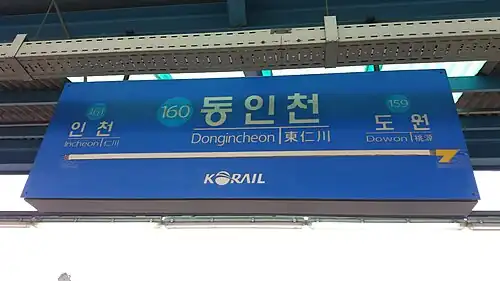 161
인천
Incheon 仁川
160 동인천
Dongincheon 東仁川
159
도원
Dowon 桃源
KORAIL